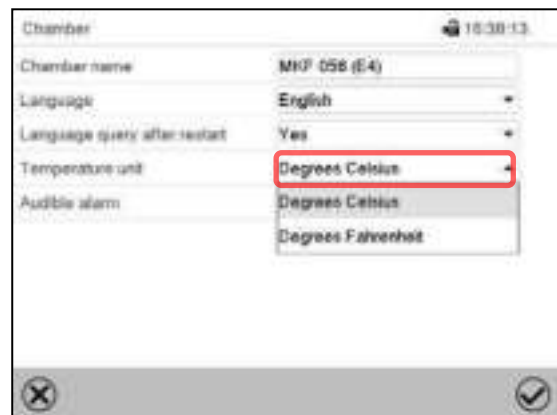 Chamber 16:38:13
Chamber name MKF 056 (E4)
Language English
Language query after restart Yes
Temperature unit Degrees Celsius
Audible alarm Degrees Celsius
Degrees Fahrenheit